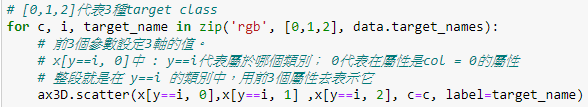 # [0,1,2]代表3種target class
for c, i, target_name in zip('rgb', [0,1,2], data.target_names):
# 前3個參數設定3軸的值。
# x[y==i, 0]中 : y==i代表屬於哪個類別; 0代表在屬性是col = 0的屬性
# 整段就是在 y==i 的類別中,用前3個屬性去表示它
ax3D.scatter(x[y==i, 0],x[y==i, 1] ,x[y==i, 2], c=c, label=target_name)